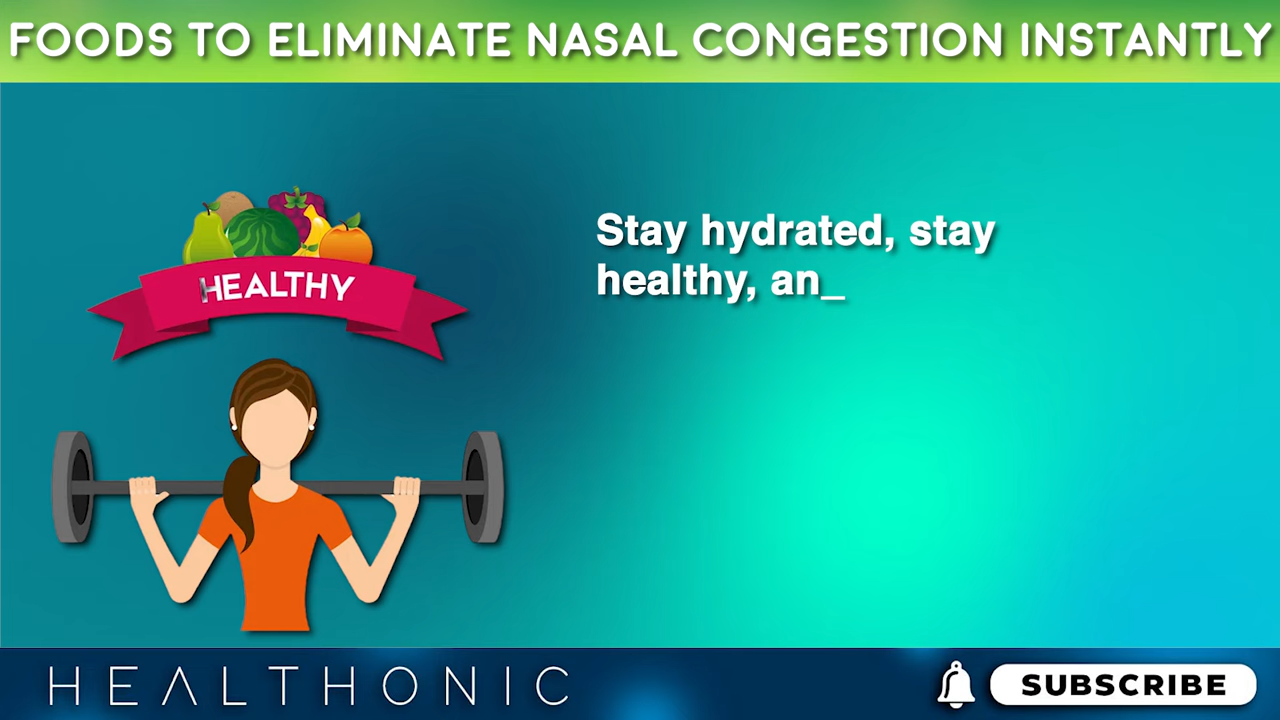 FOODS TO ELIMINATE NASAL CONGESTION INSTANTLY
HEALTHY
Stay hydrated, stay
healthy, an_
HEALTHONIC
SUBSCRIBE